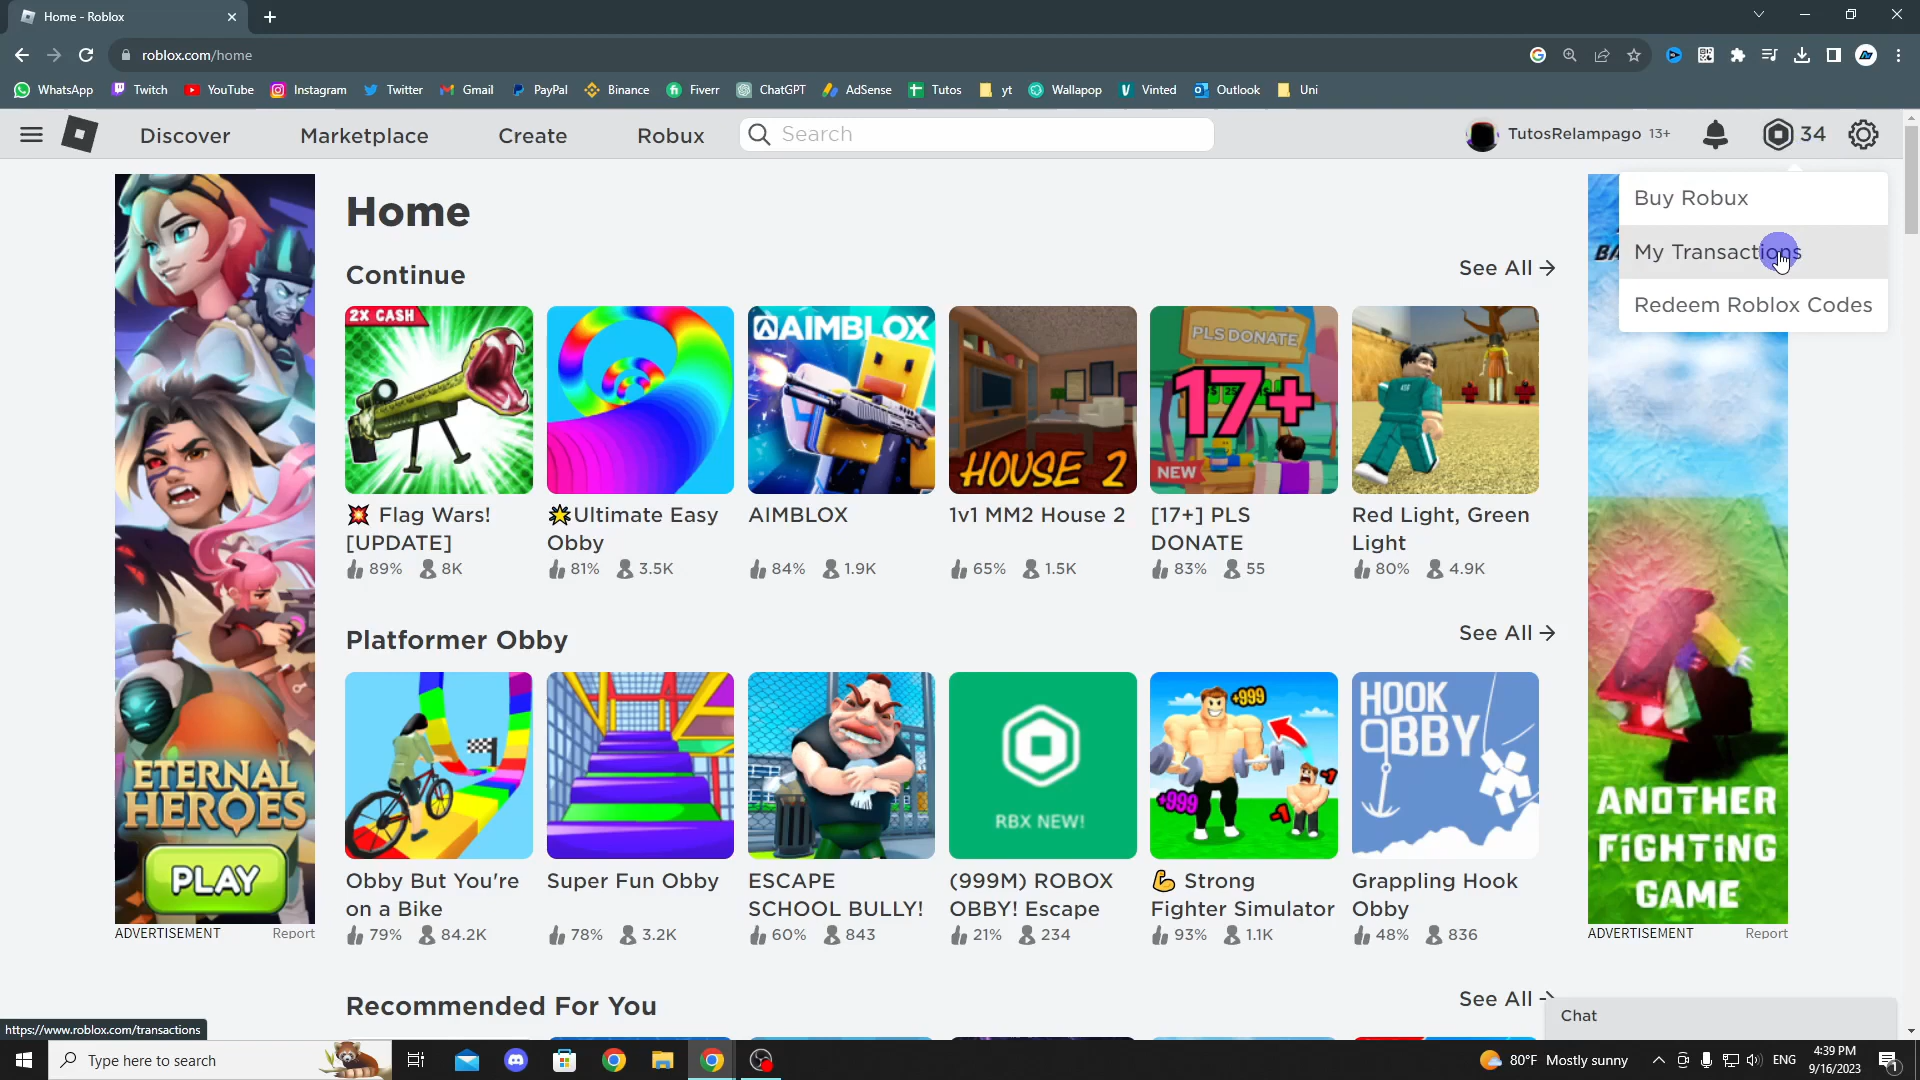 Home - Roblox
roblox.com/home
WhatsApp Twitch YouTube Instagram Twitter Gmail PayPal Binance Fiverr ChatGPT AdSense Tutos yt Wallapop Vinted Outlook Uni
Discover Marketplace Create Robux Search TutosRelampago 13+ 34
Buy Robux
My Transactions
Redeem Roblox Codes
Home
Continue See All →
2X CASH
AIMBLOX
HOUSE 2
PLS DONATE
17+
NEW
Flag Wars! [UPDATE]
89% 8K
Ultimate Easy Obby
81% 3.5K
AIMBLOX
84% 1.9K
1v1 MM2 House 2
65% 1.5K
[17+] PLS DONATE
83% 55
Red Light, Green Light
80% 4.9K
Platformer Obby See All →
RBX NEW!
+999
+999
-1
-1
HOOK OBBY
Obby But You're on a Bike
79% 84.2K
Super Fun Obby
78% 3.2K
ESCAPE SCHOOL BULLY!
60% 843
(999M) ROBOX OBBY! Escape
21% 234
Strong Fighter Simulator
93% 1.1K
Grappling Hook Obby
48% 836
ETERNAL HEROES
PLAY
ADVERTISEMENT Report
ANOTHER FIGHTING GAME
ADVERTISEMENT Report
Recommended For You See All →
Chat
https://www.roblox.com/transactions
Type here to search
80°F Mostly sunny ENG 4:39 PM
9/16/2023
1